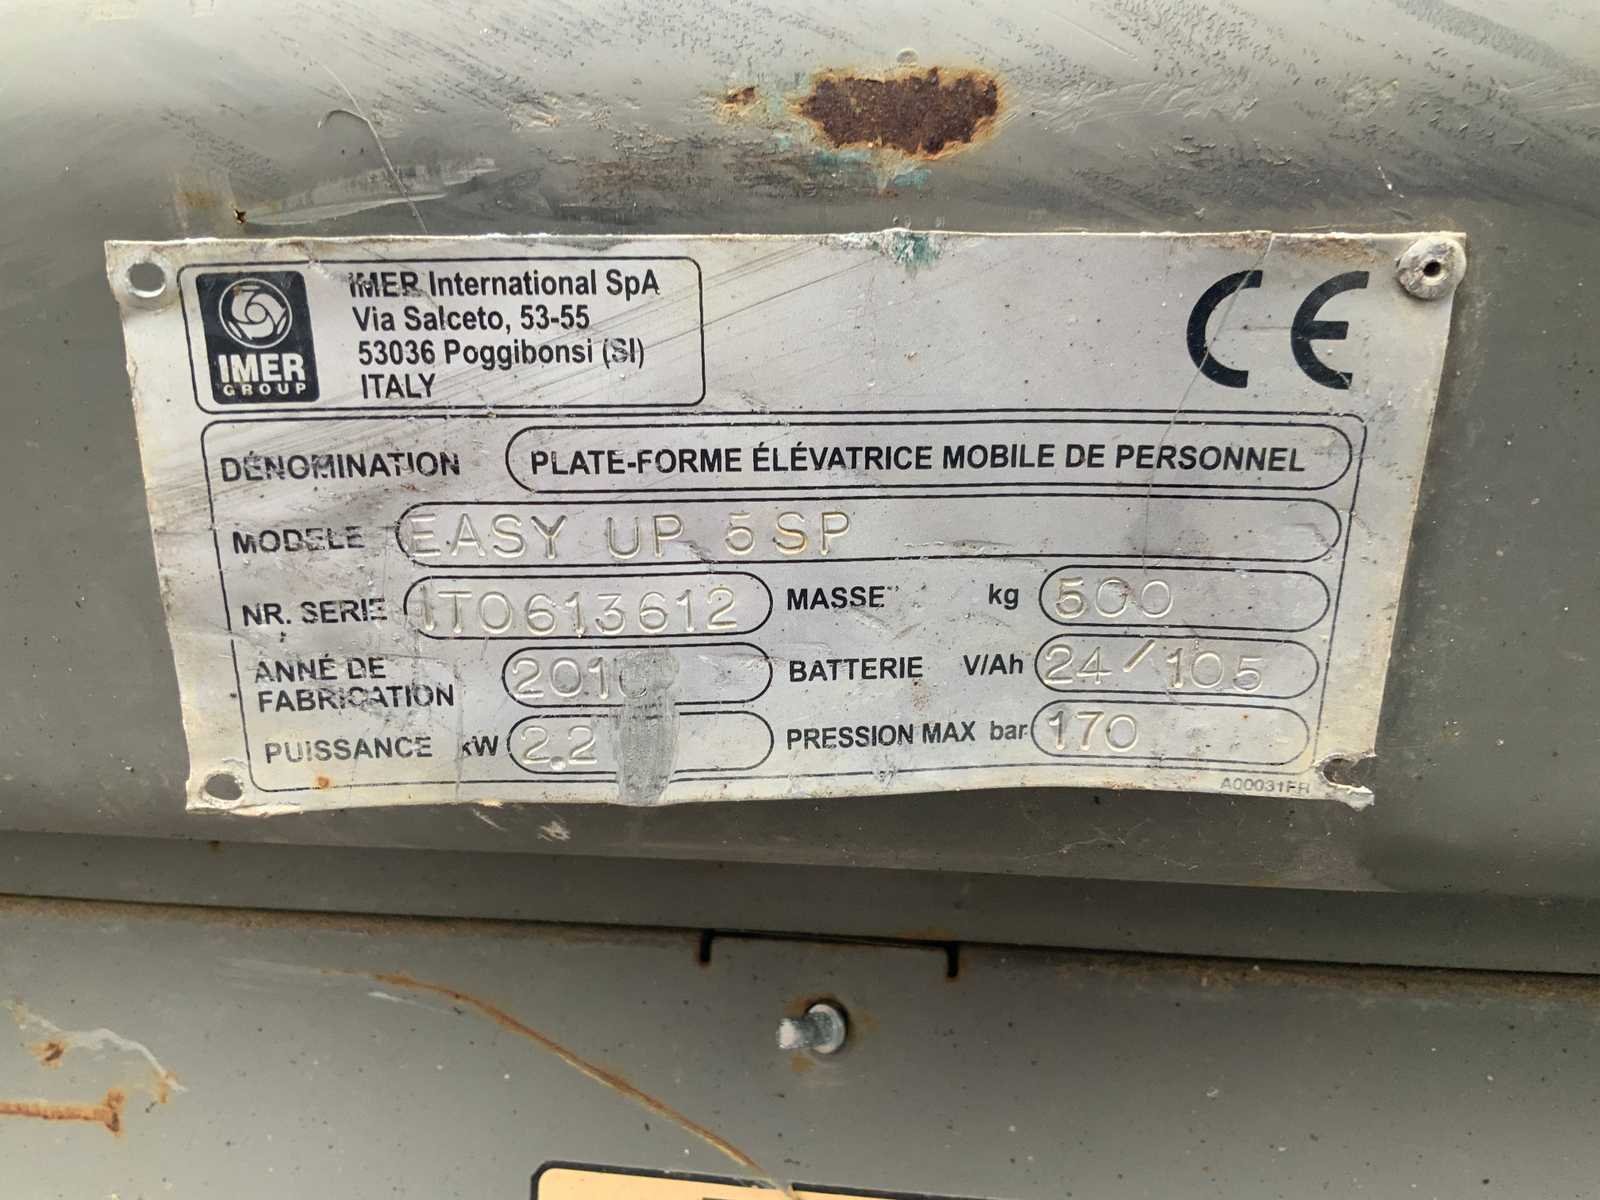 IMER International SpA
Via Salceto, 53-55
53036 Poggibonsi (SI)
ITALY
IMER
GROUP
CE
DÉNOMINATION PLATE-FORME ÉLÉVATRICE MOBILE DE PERSONNEL
MODELE EASY UP 5SP
NR. SERIE IT0613612 MASSE kg 500
ANNÉ DE
FABRICATION BATTERIE V/Ah 24/105
PUISSANCE kW 2.2 PRESSION MAX bar 170
A00031FR